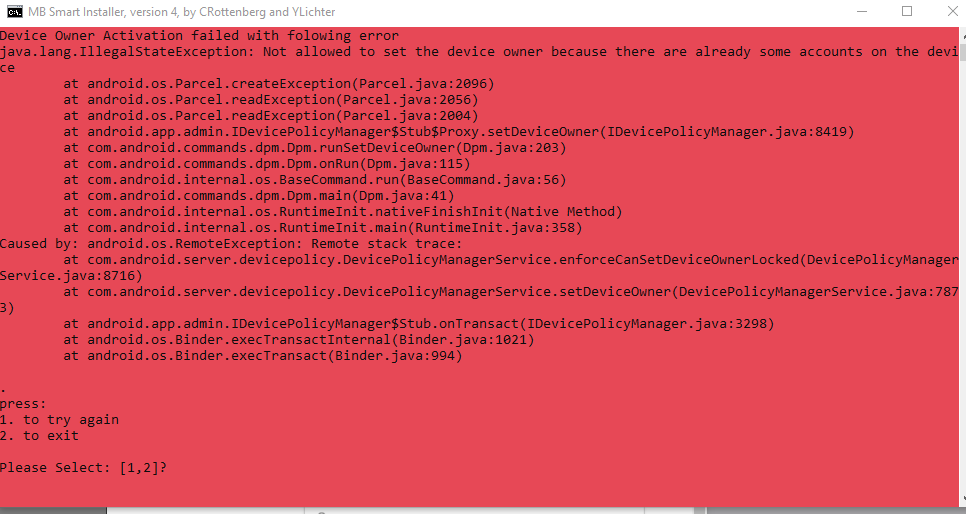 MB Smart Installer, version 4, by CRottenberg and YLichter
Device Owner Activation failed with folowing error
java.lang.IllegalStateException: Not allowed to set the device owner because there are already some accounts on the devi
ce
at android.os.Parcel.createException(Parcel.java:2096)
at android.os.Parcel.readException(Parcel.java:2056)
at android.os.Parcel.readException(Parcel.java:2004)
at android.app.admin.IDevicePolicyManager$Stub$Proxy.setDeviceOwner(IDevicePolicyManager.java:8419)
at com.android.commands.dpm.Dpm.runSetDeviceOwner(Dpm.java:203)
at com.android.commands.dpm.Dpm.onRun(Dpm.java:115)
at com.android.internal.os.BaseCommand.run(BaseCommand.java:56)
at com.android.commands.dpm.Dpm.main(Dpm.java:41)
at com.android.internal.os.RuntimeInit.nativeFinishInit(Native Method)
at com.android.internal.os.RuntimeInit.main(RuntimeInit.java:358)
Caused by: android.os.RemoteException: Remote stack trace:
at com.android.server.devicepolicy.DevicePolicyManagerService.enforceCanSetDeviceOwnerLocked(DevicePolicyManager
Service.java:8716)
at com.android.server.devicepolicy.DevicePolicyManagerService.setDeviceOwner(DevicePolicyManagerService.java:787
3)
at android.app.admin.IDevicePolicyManager$Stub.onTransact(IDevicePolicyManager.java:3298)
at android.os.Binder.execTransactInternal(Binder.java:1021)
at android.os.Binder.execTransact(Binder.java:994)
.
press:
1. to try again
2. to exit
Please Select: [1,2]?